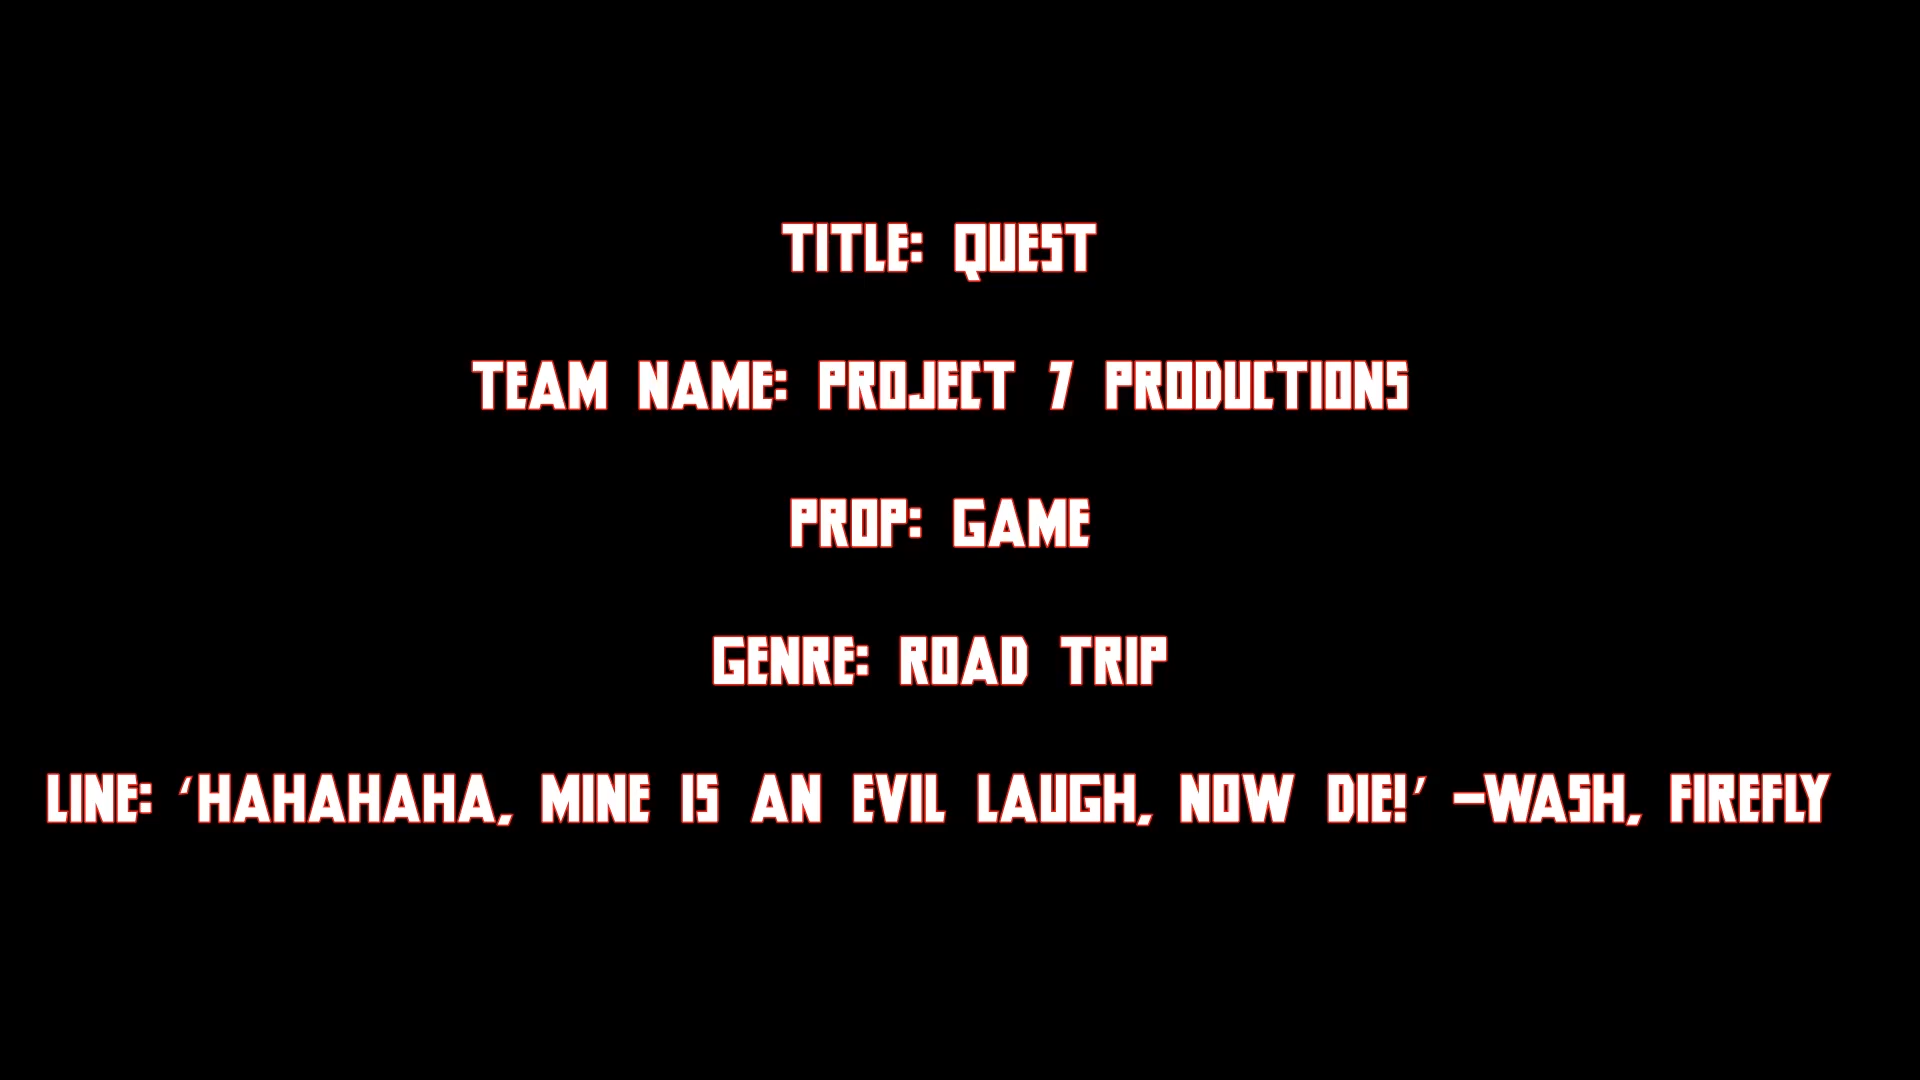 TITLE: QUEST
TEAM NAME: PROJECT 7 PRODUCTIONS
PROP: GAME
GENRE: ROAD TRIP
LINE: ‘HAHAHAHA, MINE IS AN EVIL LAUGH, NOW DIE!’ –WASH, FIREFLY